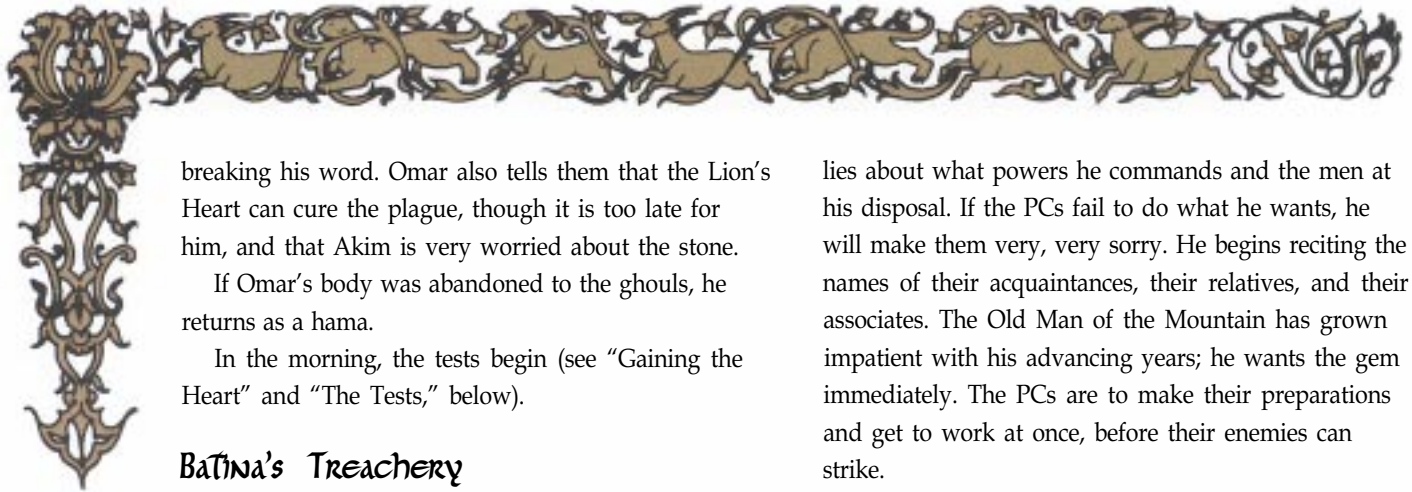 breaking his word. Omar also tells them that the Lion’s
Heart can cure the plague, though it is too late for
him, and that Akim is very worried about the stone.
If Omar’s body was abandoned to the ghouls, he
returns as a hama.
In the morning, the tests begin (see “Gaining the
Heart” and “The Tests,” below).
Batina’s Treachery
lies about what powers he commands and the men at
his disposal. If the PCs fail to do what he wants, he
will make them very, very sorry. He begins reciting the
names of their acquaintances, their relatives, and their
associates. The Old Man of the Mountain has grown
impatient with his advancing years; he wants the gem
immediately. The PCs are to make their preparations
and get to work at once, before their enemies can
strike.